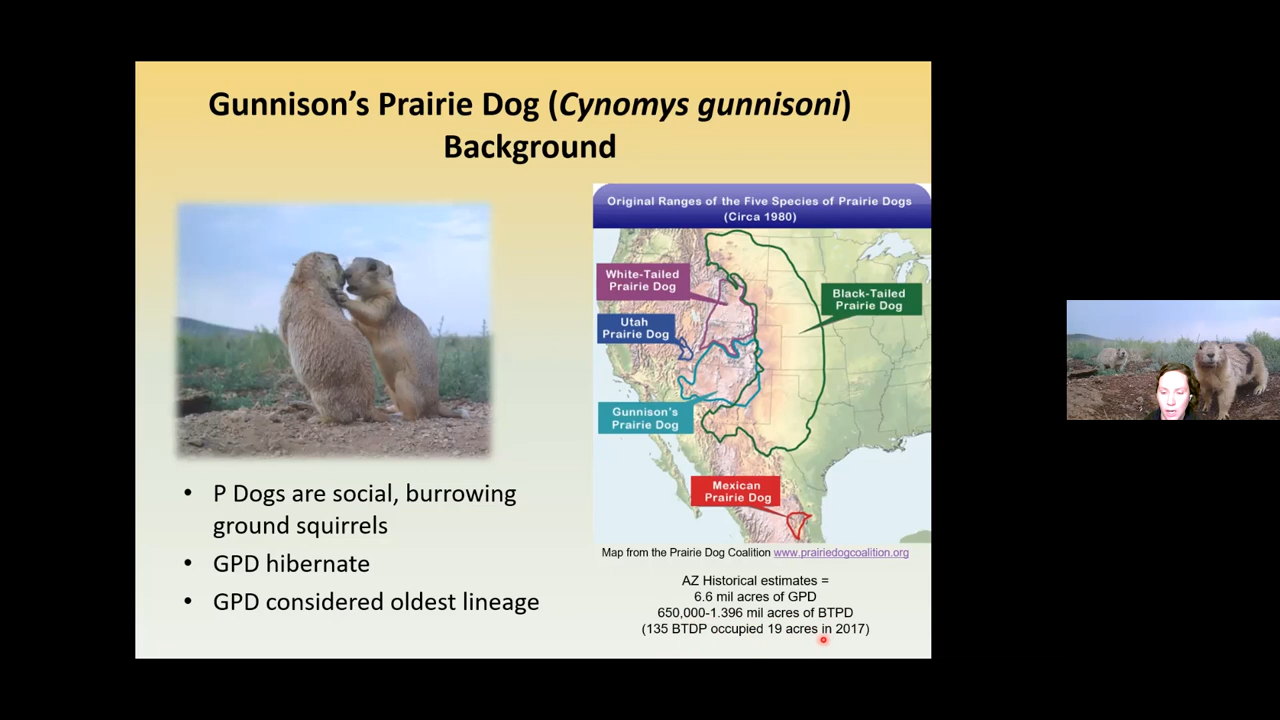 Gunnison's Prairie Dog (Cynomys gunnisoni)
Background
Original Ranges of the Five Species of Prairie Dogs
(Circa 1980)
White-Tailed
Prairie Dog
Black-Tailed
Prairie Dog
Utah
Prairie Dog
Gunnison's
Prairie Dog
Mexican
Prairie Dog
Map from the Prairie Dog Coalition www.prairiedogcoalition.org
• P Dogs are social, burrowing
ground squirrels
• GPD hibernate
• GPD considered oldest lineage
AZ Historical estimates =
6.6 mil acres of GPD
650,000-1.396 mil acres of BTPD
(135 BTDP occupied 19 acres in 2017)